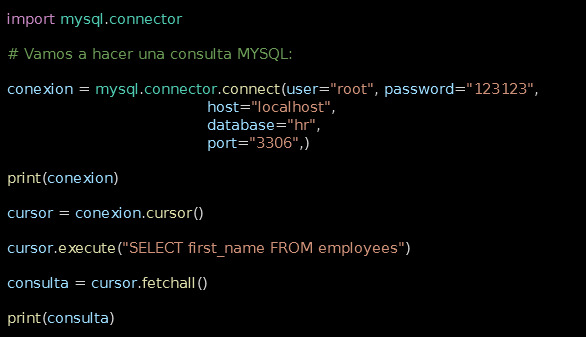 import mysql.connector
# Vamos a hacer una consulta MYSQL:
conexion = mysql.connector.connect(user="root", password="123123",
host="localhost",
database="hr",
port="3306",)
print(conexion)
cursor = conexion.cursor()
cursor.execute("SELECT first_name FROM employees")
consulta = cursor.fetchall()
print(consulta)